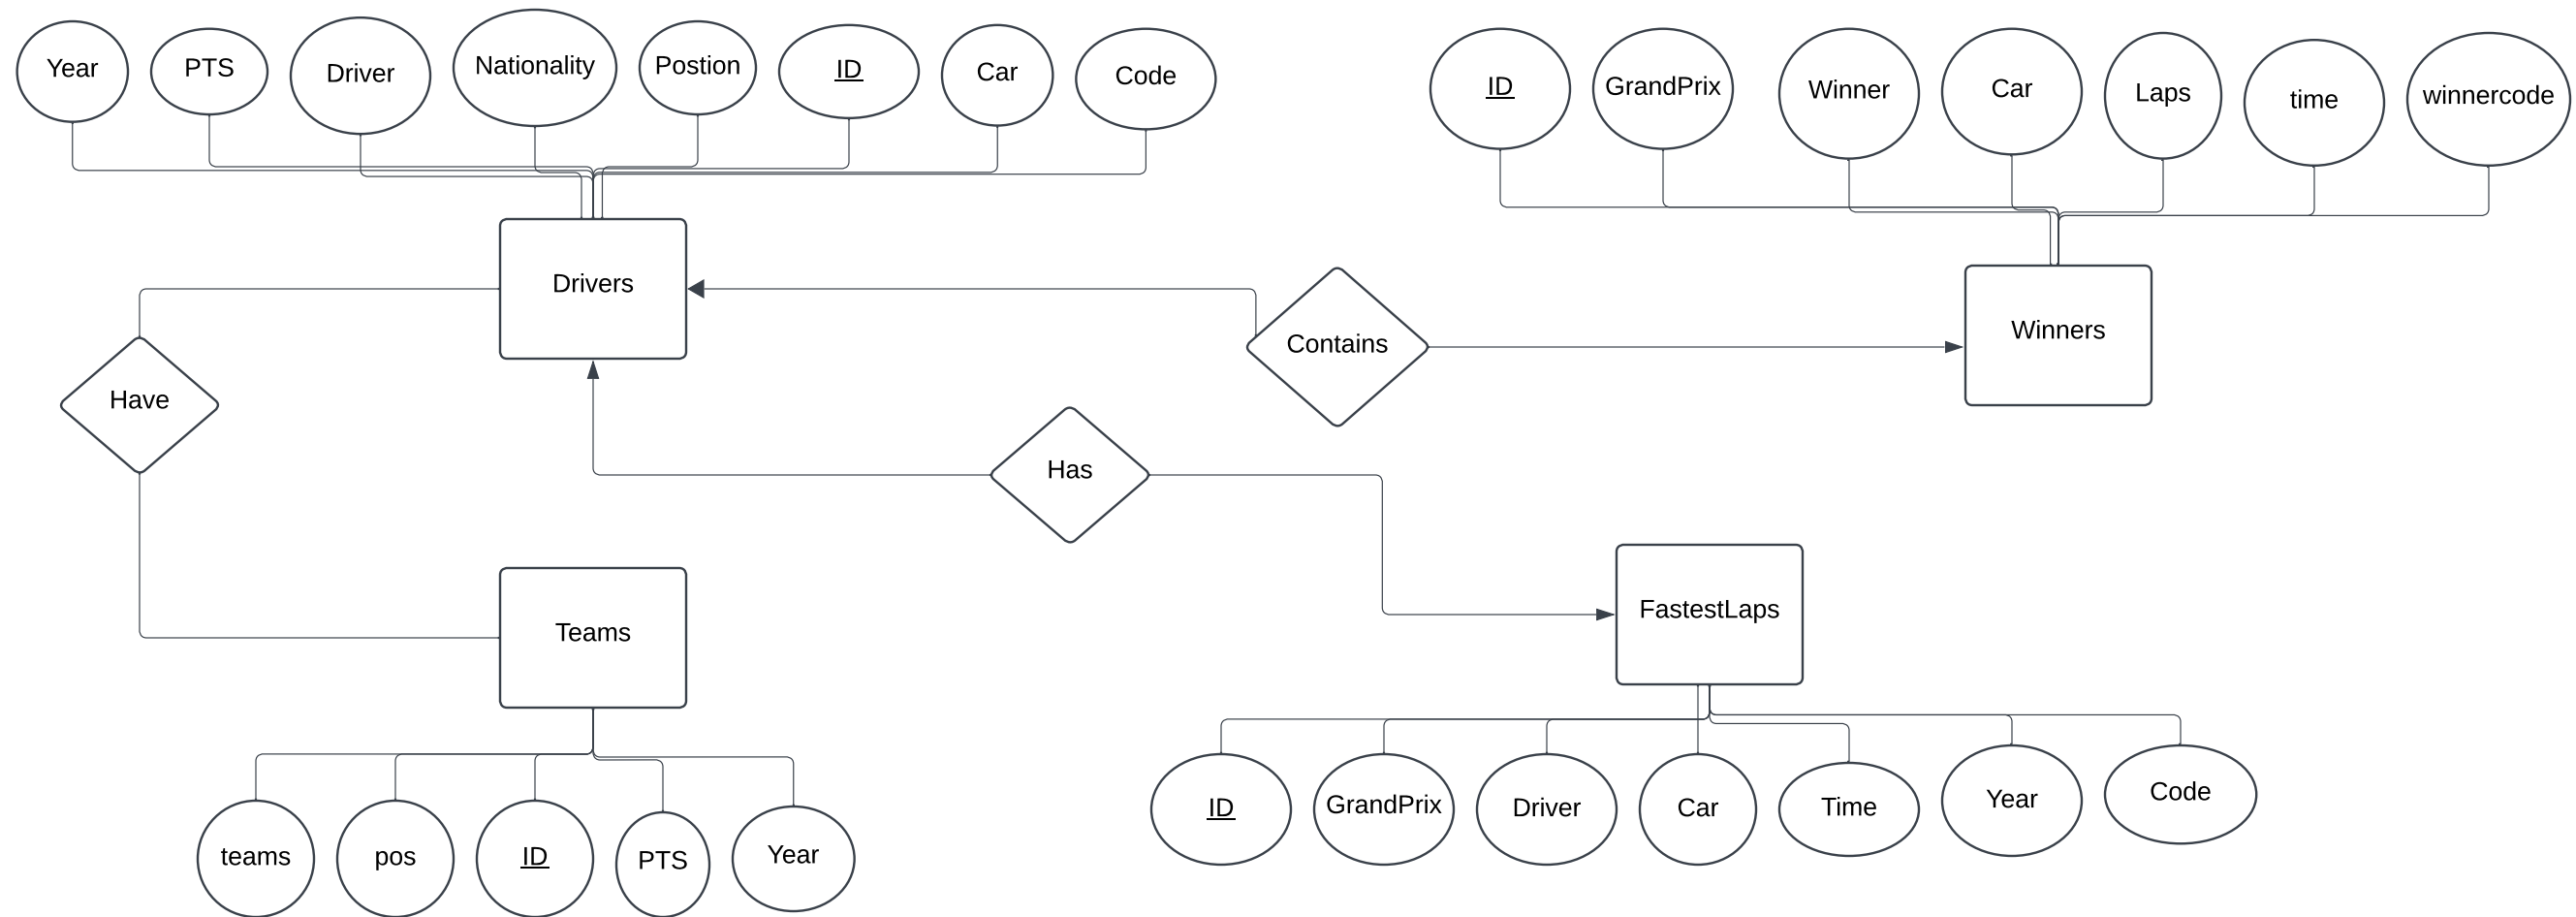 Year
PTS
Driver
Nationality
Postion
ID
Car
Code
ID
GrandPrix
Winner
Car
Laps
time
winnercode
Drivers
Contains
Winners
Have
Has
Teams
FastestLaps
teams
pos
ID
PTS
Year
ID
GrandPrix
Driver
Car
Time
Year
Code